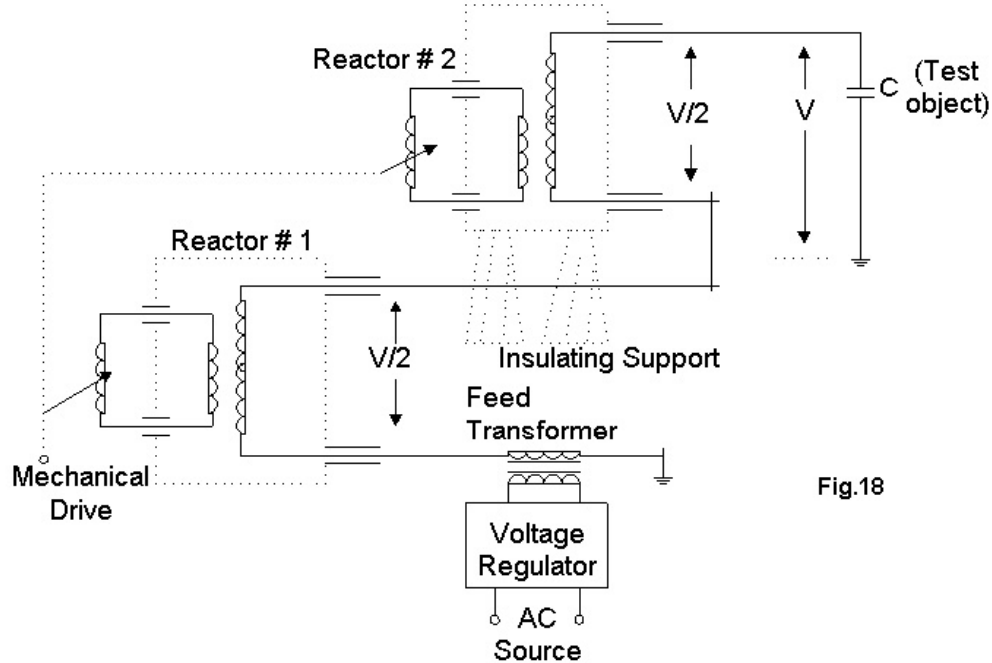 Reactor # 2
V/2
V
C
(Test
object)
Reactor # 1
V/2
Insulating Support
Feed
Transformer
Mechanical
Drive
Fig.18
Voltage
Regulator
AC
Source